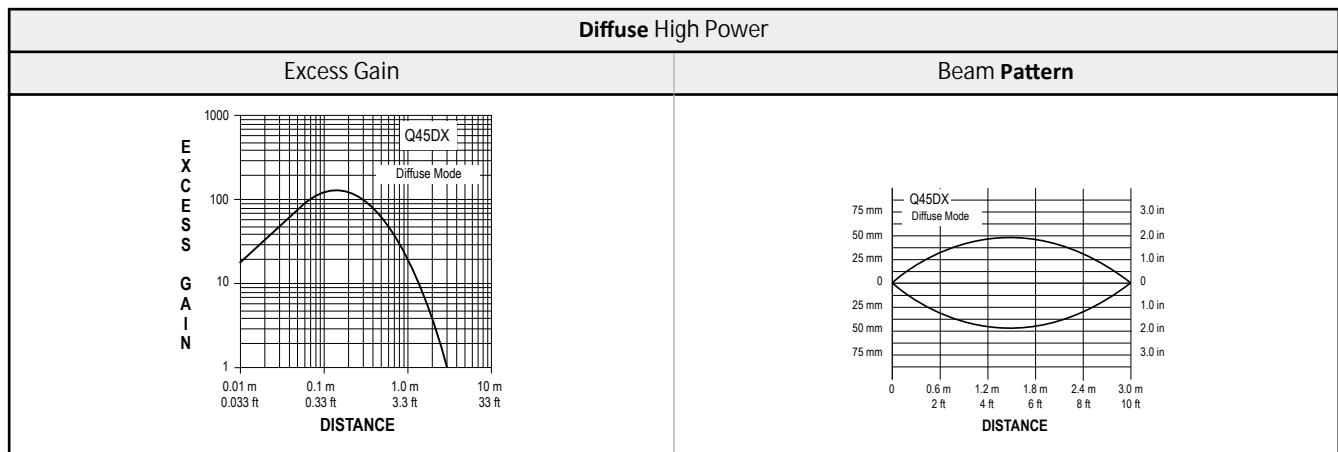 Diffuse High Power
Excess Gain
Beam Pattern
EXCESS GAIN
1000
100
10
1
Q45DX
Diffuse Mode
0.01 m 0.1 m 1.0 m 10 m
0.033 ft 0.33 ft 3.3 ft 33 ft
DISTANCE
Q45DX
Diffuse Mode
75 mm 3.0 in
50 mm 2.0 in
25 mm 1.0 in
0 0
25 mm 1.0 in
50 mm 2.0 in
75 mm 3.0 in
0 0.6 m 1.2 m 1.8 m 2.4 m 3.0 m
2 ft 4 ft 6 ft 8 ft 10 ft
DISTANCE